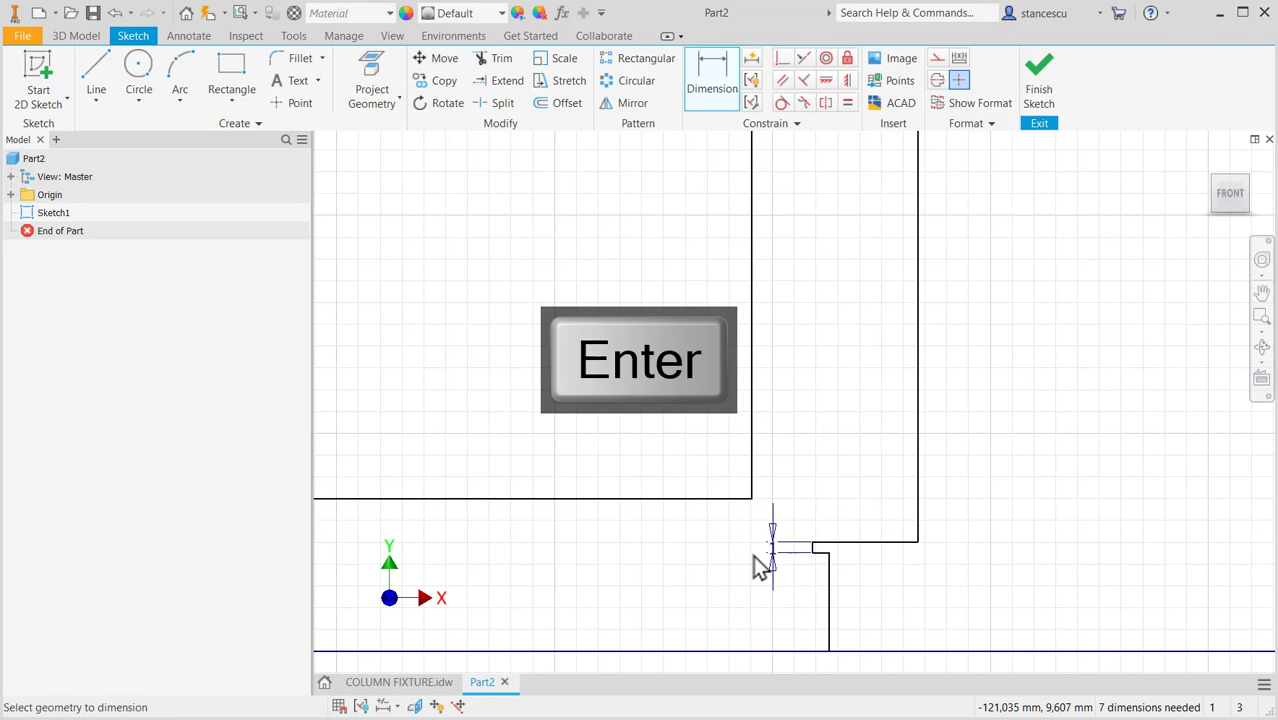 Material
Default
Part2
Search Help & Commands...
stancescu
PRO
File
3D Model
Sketch
Annotate
Inspect
Tools
Manage
View
Environments
Get Started
Collaborate
Start
2D Sketch
Line
Circle
Arc
Rectangle
Fillet
Text
Point
Project
Geometry
Move
Copy
Rotate
Trim
Extend
Split
Scale
Stretch
Offset
Rectangular
Circular
Mirror
Dimension
Image
Points
ACAD
Show Format
Finish
Sketch
Sketch
Create
Modify
Pattern
Constrain
Insert
Format
Exit
Model
Part2
View: Master
Origin
Sketch1
End of Part
FRONT
Enter
1
Y
X
COLUMN FIXTURE.idw
Part2
Select geometry to dimension
-121,035 mm, 9,607 mm
7 dimensions needed
1
3